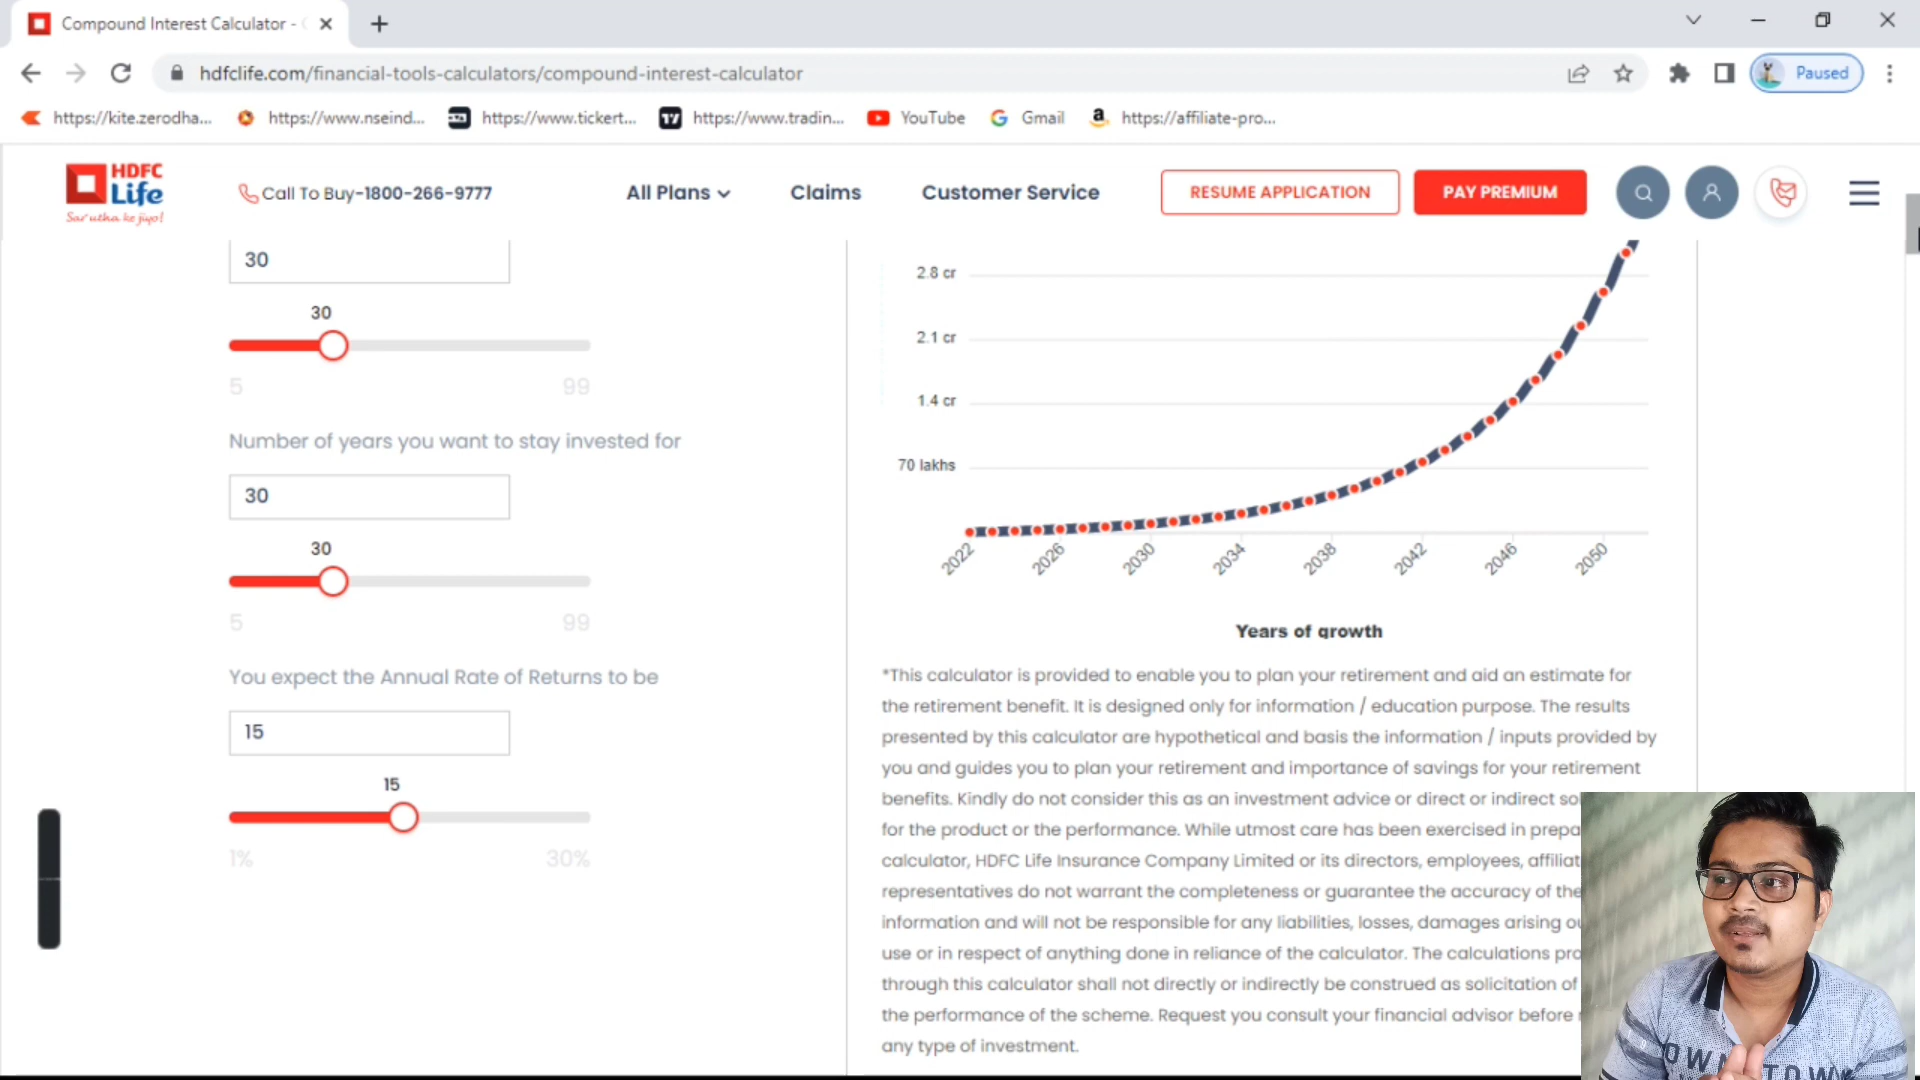 Compound Interest Calculator -
hdfclife.com/financial-tools-calculators/compound-interest-calculator
Paused
https://kite.zerodha... https://www.nseind... https://www.tickert... https://www.tradin... YouTube Gmail https://affiliate-pro...
HDFC
Life
Sar utha ke jiyo!
Call To Buy-1800-266-9777
All Plans Claims Customer Service RESUME APPLICATION PAY PREMIUM
30
30
5 99
Number of years you want to stay invested for
30
30
5 99
You expect the Annual Rate of Returns to be
15
15
1% 30%
2.8 cr
2.1 cr
1.4 cr
70 lakhs
2022 2026 2030 2034 2038 2042 2046 2050
Years of growth
*This calculator is provided to enable you to plan your retirement and aid an estimate for
the retirement benefit. It is designed only for information / education purpose. The results
presented by this calculator are hypothetical and basis the information / inputs provided by
you and guides you to plan your retirement and importance of savings for your retirement
benefits. Kindly do not consider this as an investment advice or direct or indirect so
for the product or the performance. While utmost care has been exercised in prepa
calculator, HDFC Life Insurance Company Limited or its directors, employees, affiliat
representatives do not warrant the completeness or guarantee the accuracy of the
information and will not be responsible for any liabilities, losses, damages arising ou
use or in respect of anything done in reliance of the calculator. The calculations pro
through this calculator shall not directly or indirectly be construed as solicitation of
the performance of the scheme. Request you consult your financial advisor before
any type of investment.